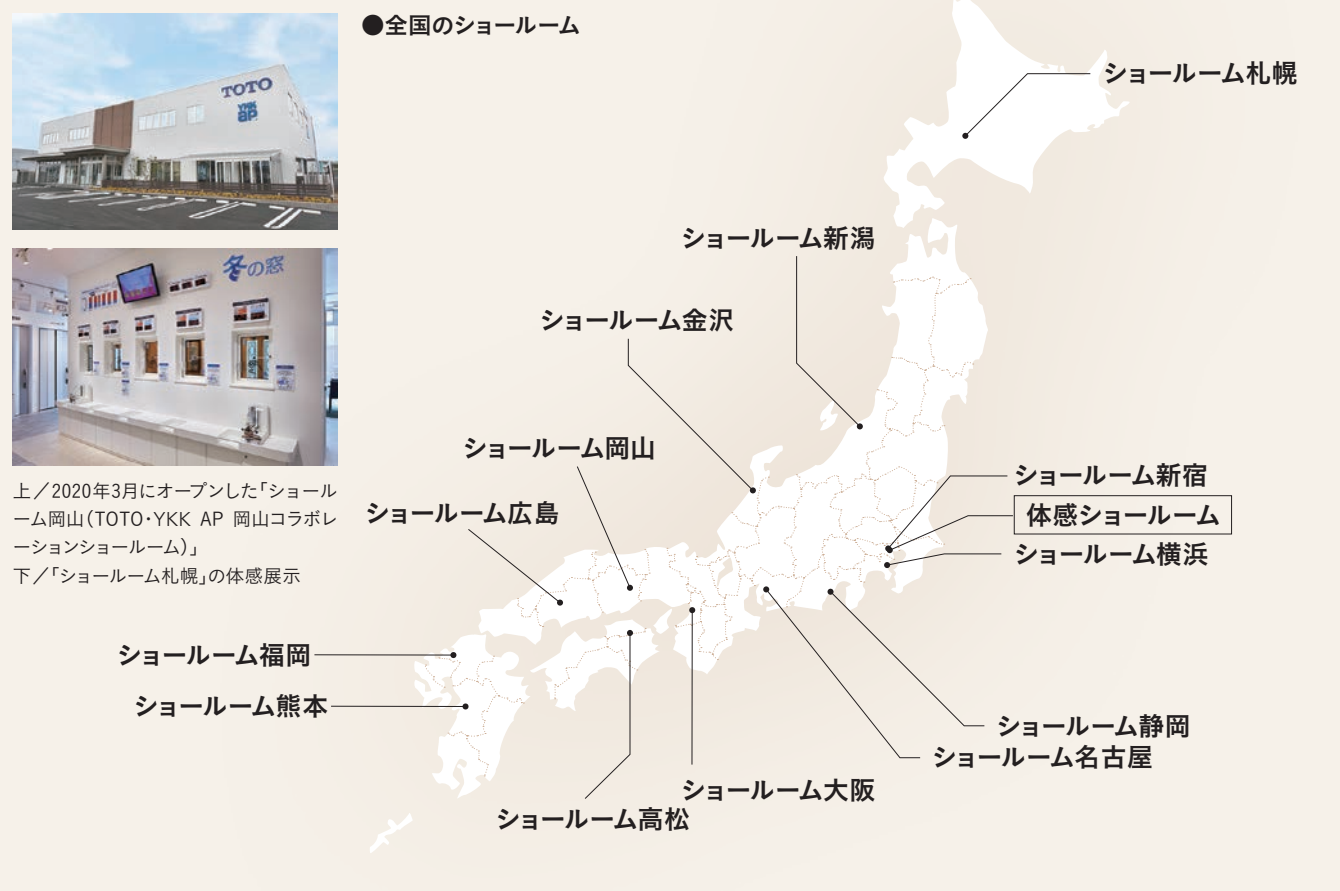 ●全国のショールーム
TOTO
YKK
ap
冬の窓
上／2020年3月にオープンした「ショール
ーム岡山（TOTO・YKK AP 岡山コラボレ
ーションショールーム）」
下／「ショールーム札幌」の体感展示
ショールーム札幌
ショールーム新潟
ショールーム金沢
ショールーム岡山
ショールーム広島
ショールーム新宿
体感ショールーム
ショールーム横浜
ショールーム福岡
ショールーム熊本
ショールーム静岡
ショールーム名古屋
ショールーム大阪
ショールーム高松